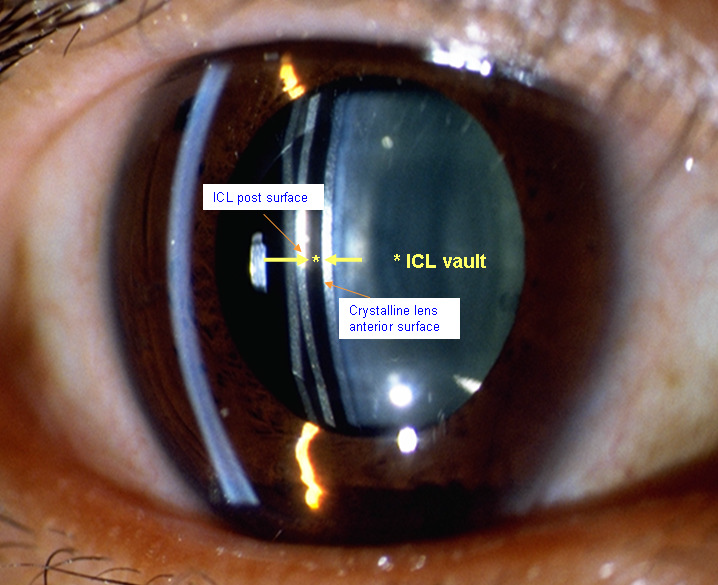 ICL post surface
*
* ICL vault
Crystalline lens
anterior surface